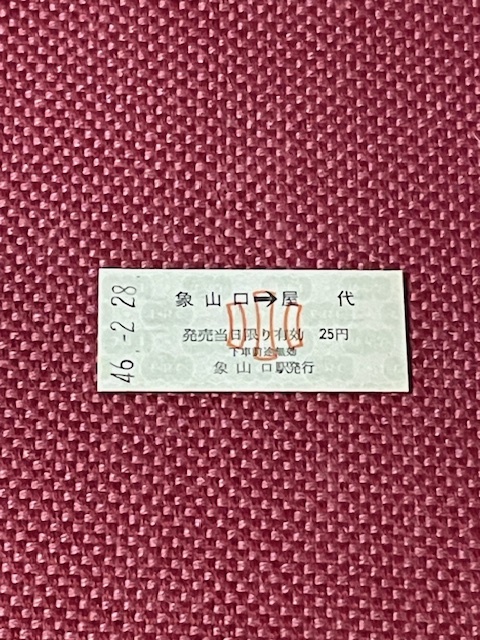 46.-2.28
象山口→屋代
小
発売当日限り有効 25円
下車前途無効
象山口駅発行